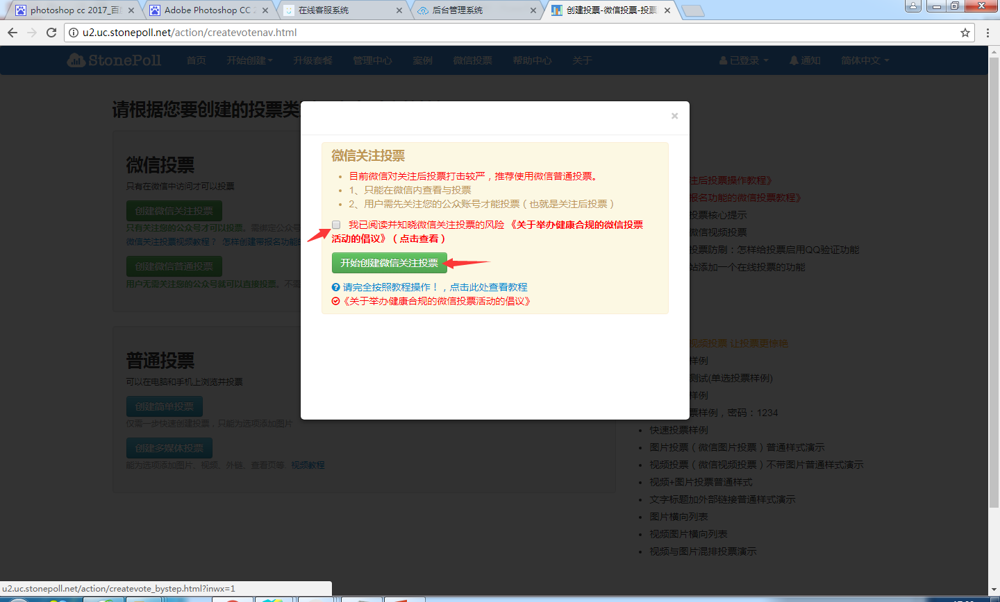 photoshop cc 2017_百
Adobe Photoshop CC 2
在线客服系统
后台管理系统
创建投票-微信投票-投票
u2.uc.stonepoll.net/action/createvotenav.html
StonePoll
首页
开始创建
升级套餐
管理中心
案例
微信投票
帮助中心
关于
已登录
通知
简体中文
请根据您要创建的投票类
微信投票
只有在微信中访问才可以投票
创建微信关注投票
只有关注您的公众号才可以投票。需绑定公众号
微信关注投票视频教程？ 怎样创建带报名功能的
创建微信普通投票
用户无需关注您的公众号就可以直接投票。不需
普通投票
可以在电脑和手机上浏览并投票
创建简单投票
仅需一步快速创建投票，只能为选项添加图片
创建多媒体投票
能为选项添加图片、视频、外链、查看页等. 视频教程
×
微信关注投票
目前微信对关注后投票打击较严，推荐使用微信普通投票。
1、只能在微信内查看与投票
2、用户需先关注您的公众账号才能投票（也就是关注后投票）
我已阅读并知晓微信关注投票的风险 《关于举办健康合规的微信投票
活动的倡议》（点击查看）
开始创建微信关注投票
请完全按照教程操作！，点击此处查看教程
《关于举办健康合规的微信投票活动的倡议》
注后投票操作教程》
报名功能的微信投票教程》
投票核心提示
微信视频投票
投票防刷：怎样给投票启用QQ验证功能
站添加一个在线投票的功能
视频投票 让投票更惊艳
样例
测试(单选投票样例)
样例
票样例，密码：1234
快速投票样例
图片投票（微信图片投票）普通样式演示
视频投票（微信视频投票）不带图片普通样式演示
视频+图片投票普通样式
文字标题加外部链接普通样式演示
图片横向列表
视频图片横向列表
视频与图片混排投票演示
u2.uc.stonepoll.net/action/createvote_bystep.html?inwx=1